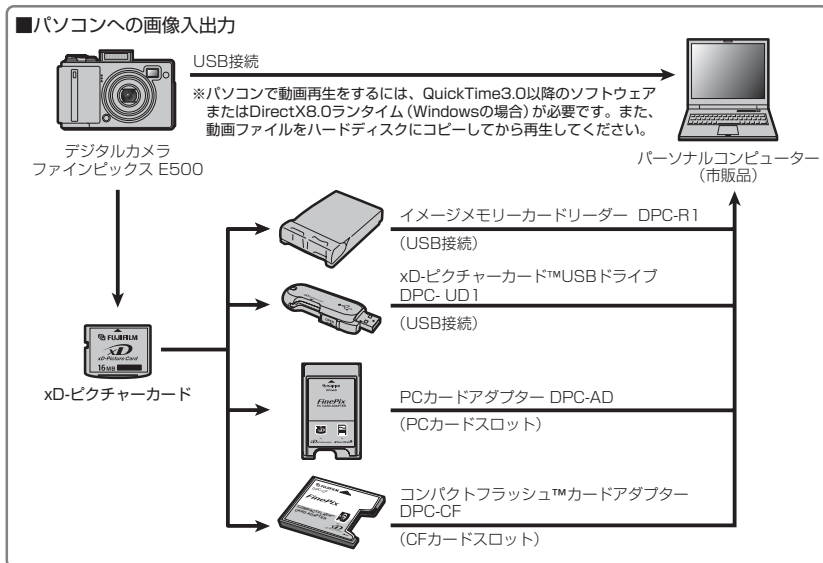 ■パソコンへの画像入出力
USB接続
※パソコンで動画再生をするには、QuickTime3.0以降のソフトウェア
またはDirectX8.0ランタイム(Windowsの場合)が必要です。また、
動画ファイルをハードディスクにコピーしてから再生してください。
デジタルカメラ
ファインピックス E500
パーソナルコンピューター
(市販品)
イメージメモリーカードリーダー DPC-R1
(USB接続)
xD-ピクチャーカード™USBドライブ
DPC- UD1
(USB接続)
FUJIFILM
xD
xD-Picture Card
16MB
xD-ピクチャーカード
FUJIFILM
FinePix
PC CARD ADAPTER
PCカードアダプター DPC-AD
(PCカードスロット)
FUJIFILM
FinePix
COMPACTFLASH
CARD ADAPTER
xD
コンパクトフラッシュ™カードアダプター
DPC-CF
(CFカードスロット)